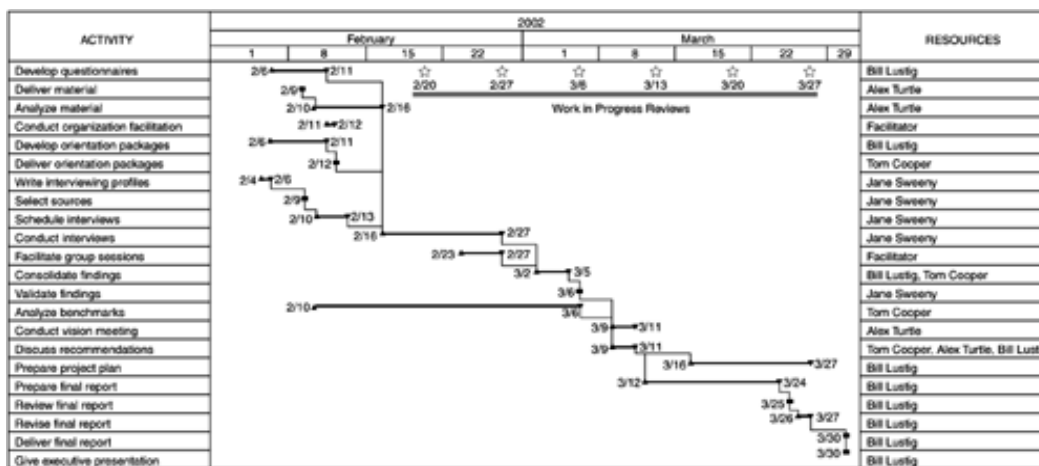 2002
ACTIVITY February March RESOURCES
1 8 15 22 1 8 15 22 29
Develop questionnaires 2/6 2/11 Bill Lustig
2/20 2/27 3/6 3/13 3/20 3/27
Deliver material 2/9 Alex Turtle
Analyze material 2/10 2/16 Work in Progress Reviews Alex Turtle
Conduct organization facilitation 2/11 2/12 Facilitator
Develop orientation packages 2/6 2/11 Bill Lustig
Deliver orientation packages 2/12 Tom Cooper
Write interviewing profiles 2/4 2/6 Jane Sweeny
Select sources 2/9 Jane Sweeny
Schedule interviews 2/10 2/13 Jane Sweeny
Conduct interviews 2/16 2/27 Jane Sweeny
Facilitate group sessions 2/23 2/27 Facilitator
Consolidate findings 3/2 3/5 Bill Lustig, Tom Cooper
Validate findings 3/6 Jane Sweeny
Analyze benchmarks 2/10 3/6 Tom Cooper
Conduct vision meeting 3/9 3/11 Alex Turtle
Discuss recommendations 3/9 3/11 Tom Cooper, Alex Turtle, Bill Lust
Prepare project plan 3/16 3/27 Bill Lustig
Prepare final report 3/12 3/24 Bill Lustig
Review final report 3/25 Bill Lustig
Revise final report 3/26 3/27 Bill Lustig
Deliver final report 3/30 Bill Lustig
Give executive presentation 3/30 Bill Lustig